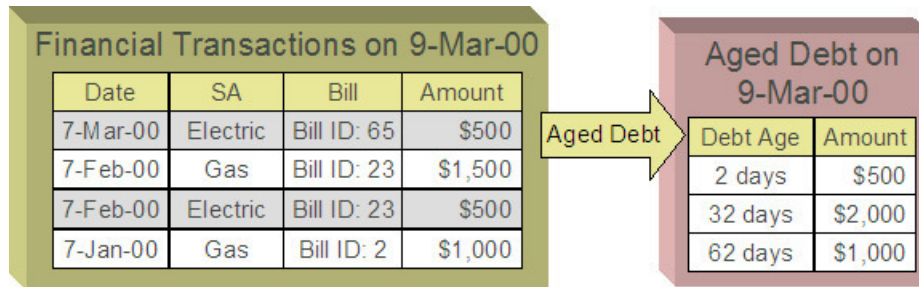 Financial Transactions on 9-Mar-00
Date SA Bill Amount
7-Mar-00 Electric Bill ID: 65 $500
7-Feb-00 Gas Bill ID: 23 $1,500
7-Feb-00 Electric Bill ID: 23 $500
7-Jan-00 Gas Bill ID: 2 $1,000
Aged Debt
Aged Debt on
9-Mar-00
Debt Age Amount
2 days $500
32 days $2,000
62 days $1,000